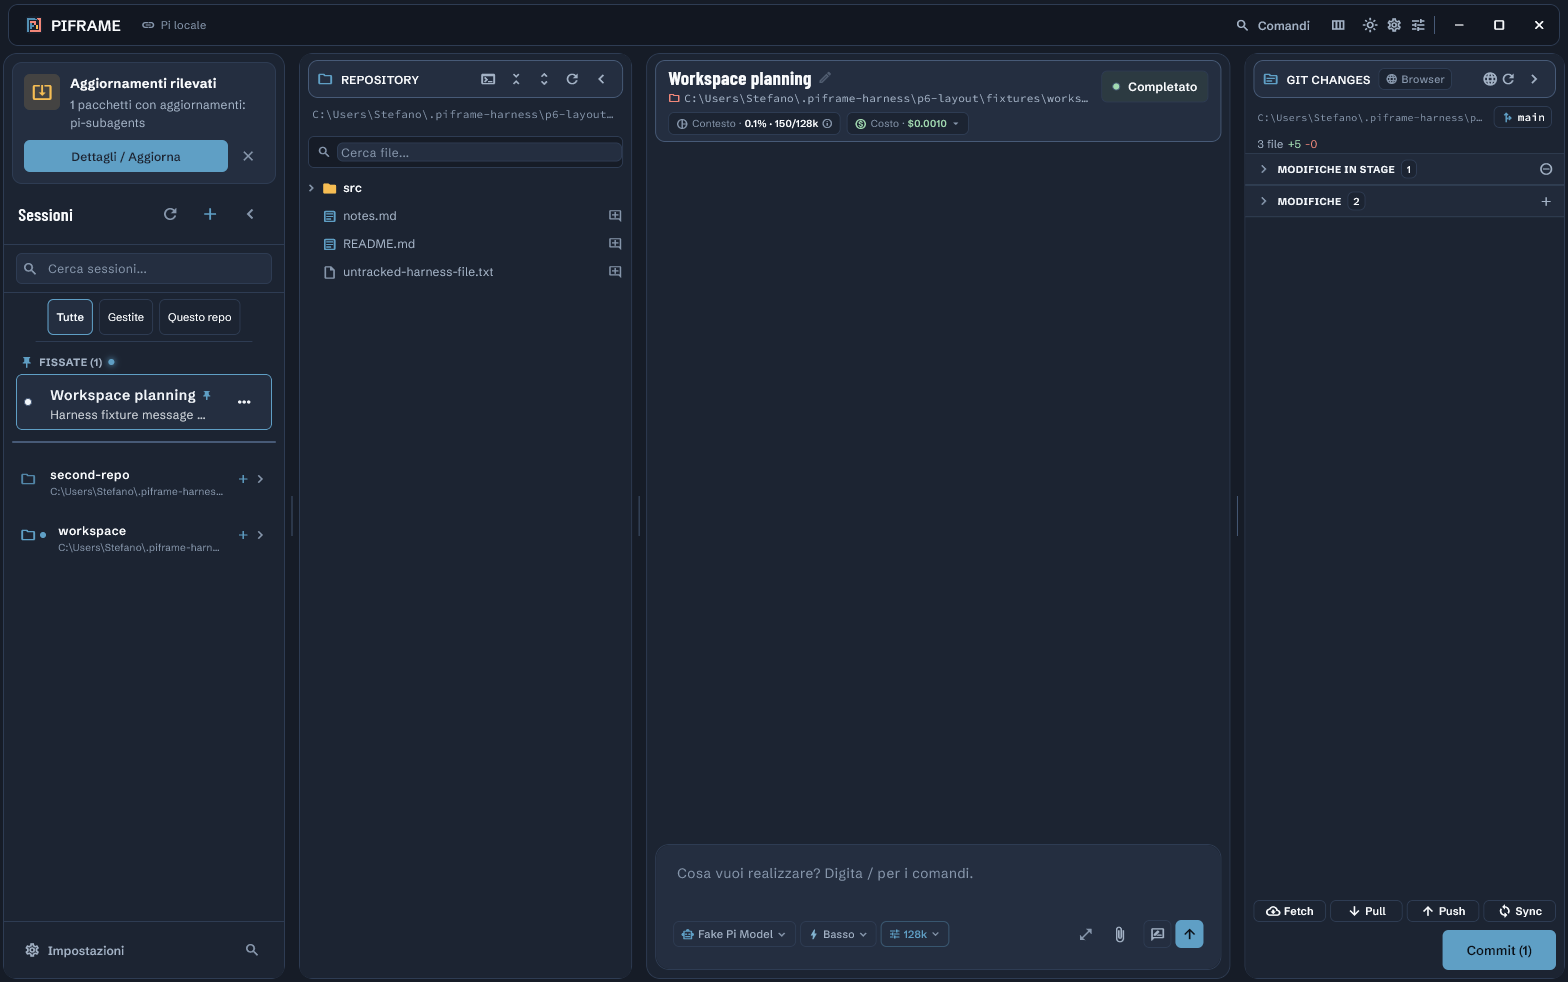 PIFRAME
Pi locale
Comandi
Aggiornamenti rilevati
1 pacchetti con aggiornamenti:
pi-subagents
Dettagli / Aggiorna
Sessioni
Cerca sessioni...
Tutte
Gestite
Questo repo
FISSATE (1)
Workspace planning
Harness fixture message ...
second-repo
C:\Users\Stefano\.piframe-harnes...
workspace
C:\Users\Stefano\.piframe-harn...
Impostazioni
REPOSITORY
C:\Users\Stefano\.piframe-harness\p6-layout...
Cerca file...
src
notes.md
README.md
untracked-harness-file.txt
Workspace planning
C:\Users\Stefano\.piframe-harness\p6-layout\fixtures\works...
Contesto · 0.1% · 150/128k
Costo · $0.0010
Completato
Cosa vuoi realizzare? Digita / per i comandi.
Fake Pi Model
Basso
128k
GIT CHANGES
Browser
C:\Users\Stefano\.piframe-harness\p...
main
3 file +5 -0
MODIFICHE IN STAGE 1
MODIFICHE 2
Fetch
Pull
Push
Sync
Commit (1)